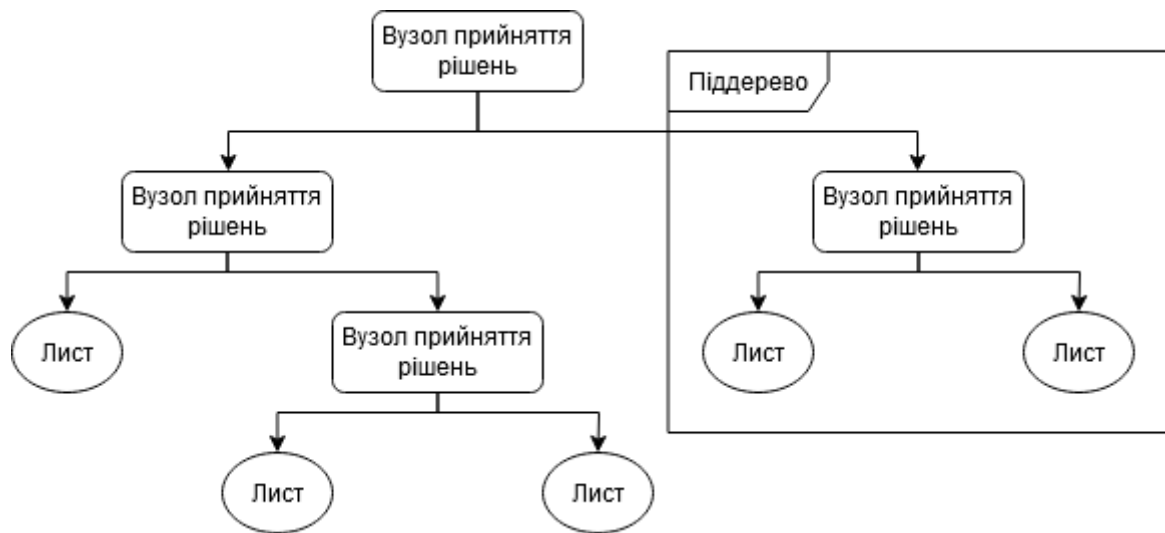 Вузол прийняття
рішень
Піддерево
Вузол прийняття
рішень
Вузол прийняття
рішень
Лист
Вузол прийняття
рішень
Лист
Лист
Лист
Лист